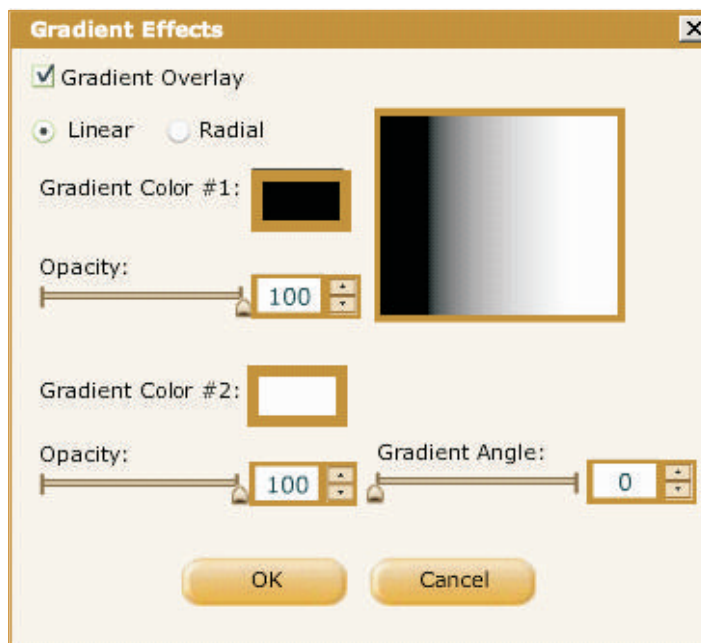 Gradient Effects
Gradient Overlay
Linear Radial
Gradient Color #1:
Opacity:
100
Gradient Color #2:
Opacity:
100
Gradient Angle:
0
OK Cancel